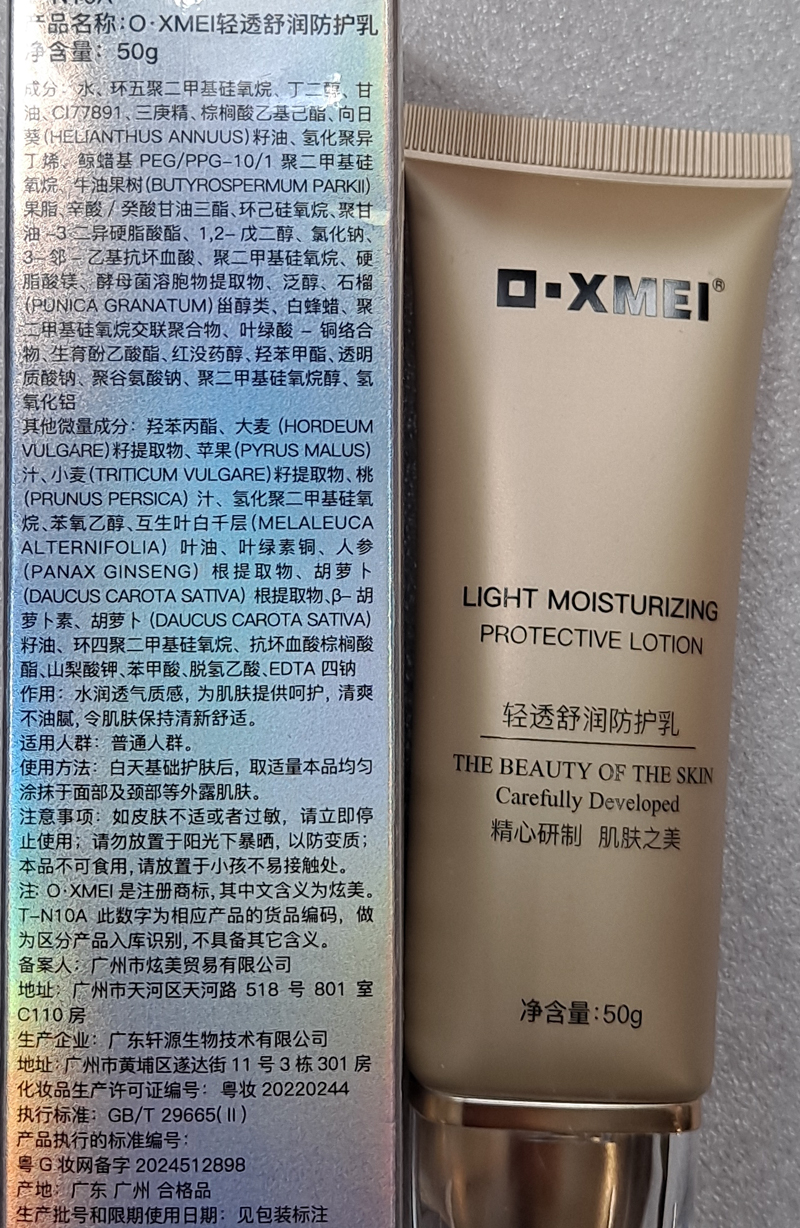 N10A
产品名称:O·XMEI轻透舒润防护乳
净含量: 50g
成分: 水、环五聚二甲基硅氧烷、丁二醇、甘
油、CI77891、三庚精、棕榈酸乙基己酯、向日
葵(HELIANTHUS ANNUUS)籽油、氢化聚异
丁烯、鲸蜡基 PEG/PPG-10/1 聚二甲基硅
氧烷、牛油果树(BUTYROSPERMUM PARKII)
果脂、辛酸/癸酸甘油三酯、环己硅氧烷、聚甘
油-3 二异硬脂酸酯、1,2-戊二醇、氯化钠、
3-邻-乙基抗坏血酸、聚二甲基硅氧烷、硬
脂酸镁、酵母菌溶胞物提取物、泛醇、石榴
(PUNICA GRANATUM)甾醇类、白蜂蜡、聚
二甲基硅氧烷交联聚合物、叶绿酸-铜络合
物、生育酚乙酸酯、红没药醇、羟苯甲酯、透明
质酸钠、聚谷氨酸钠、聚二甲基硅氧烷醇、氢
氧化铝
其他微量成分: 羟苯丙酯、大麦 (HORDEUM
VULGARE)籽提取物、苹果(PYRUS MALUS)
汁、小麦(TRITICUM VULGARE)籽提取物、桃
(PRUNUS PERSICA) 汁、氢化聚二甲基硅氧
烷、苯氧乙醇、互生叶白千层(MELALEUCA
ALTERNIFOLIA) 叶油、叶绿素铜、人参
(PANAX GINSENG) 根提取物、胡萝卜
(DAUCUS CAROTA SATIVA) 根提取物、β-胡
萝卜素、胡萝卜 (DAUCUS CAROTA SATIVA)
籽油、环四聚二甲基硅氧烷、抗坏血酸棕榈酸
酯、山梨酸钾、苯甲酸、脱氢乙酸、EDTA 四钠
作用: 水润透气质感, 为肌肤提供呵护, 清爽
不油腻,令肌肤保持清新舒适。
适用人群: 普通人群。
使用方法: 白天基础护肤后, 取适量本品均匀
涂抹于面部及颈部等外露肌肤。
注意事项: 如皮肤不适或者过敏, 请立即停
止使用; 请勿放置于阳光下暴晒, 以防变质;
本品不可食用,请放置于小孩不易接触处。
注: O·XMEI 是注册商标,其中文含义为炫美。
T-N10A 此数字为相应产品的货品编码, 做
为区分产品入库识别,不具备其它含义。
备案人: 广州市炫美贸易有限公司
地址: 广州市天河区天河路 518 号 801 室
C110 房
生产企业: 广东轩源生物技术有限公司
地址: 广州市黄埔区遂达街 11 号 3 栋 301 房
化妆品生产许可证编号: 粤妆 20220244
执行标准: GB/T 29665(Ⅱ)
产品执行的标准编号:
粤 G 妆网备字 2024512898
产地: 广东 广州 合格品
生产批号和限期使用日期: 见包装标注
O·XMEI®
LIGHT MOISTURIZING
PROTECTIVE LOTION
轻透舒润防护乳
THE BEAUTY OF THE SKIN
Carefully Developed
精心研制 肌肤之美
净含量:50g